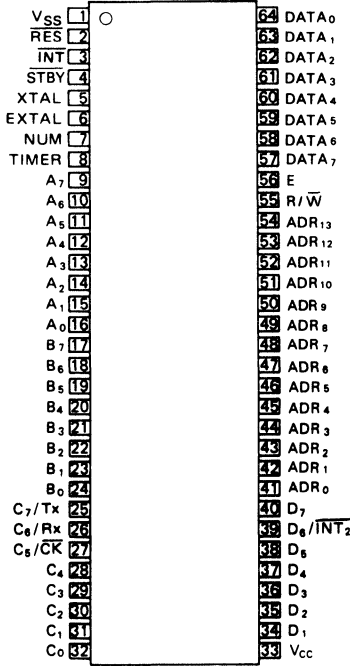 V̅SS 1 64 DATA₀
R̅E̅S̅ 2 63 DATA₁
I̅N̅T̅ 3 62 DATA₂
S̅T̅B̅Y̅ 4 61 DATA₃
XTAL 5 60 DATA₄
EXTAL 6 59 DATA₅
NUM 7 58 DATA₆
TIMER 8 57 DATA₇
A₇ 9 56 E
A₆ 10 55 R/W̅
A₅ 11 54 ADR₁₃
A₄ 12 53 ADR₁₂
A₃ 13 52 ADR₁₁
A₂ 14 51 ADR₁₀
A₁ 15 50 ADR₉
A₀ 16 49 ADR₈
B₇ 17 48 ADR₇
B₆ 18 47 ADR₆
B₅ 19 46 ADR₅
B₄ 20 45 ADR₄
B₃ 21 44 ADR₃
B₂ 22 43 ADR₂
B₁ 23 42 ADR₁
B₀ 24 41 ADR₀
C₇/Tx 25 40 D₇
C₆/Rx 26 39 D₆/I̅N̅T̅₂
C₅/C̅K̅ 27 38 D₅
C₄ 28 37 D₄
C₃ 29 36 D₃
C₂ 30 35 D₂
C₁ 31 34 D₁
C₀ 32 33 VCC